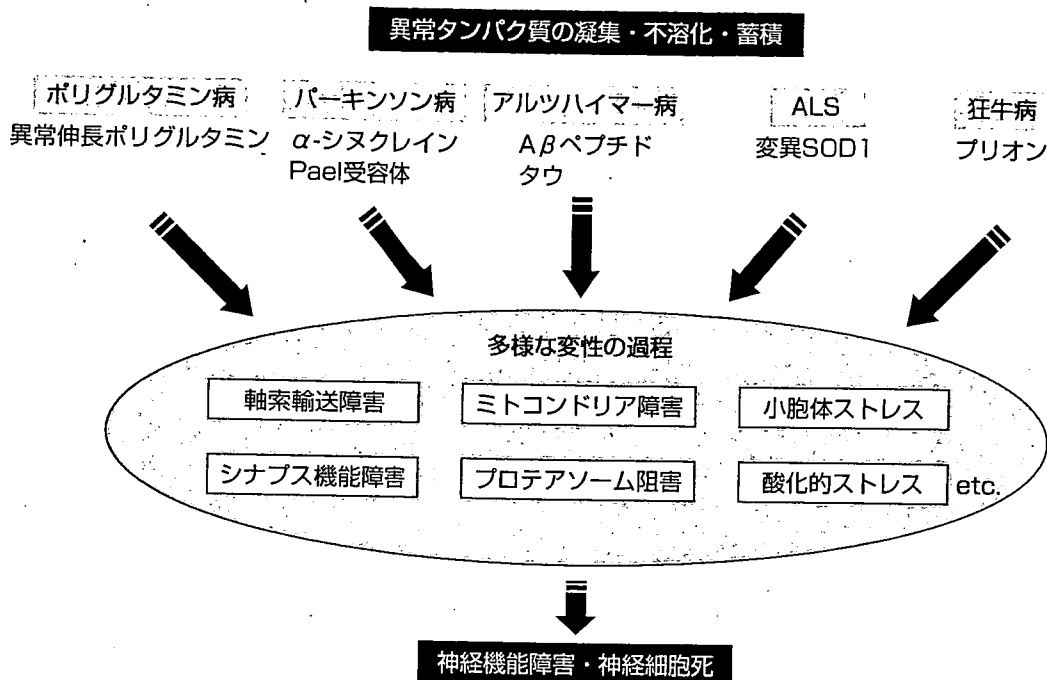 異常タンパク質の凝集・不溶化・蓄積
ポリグルタミン病
異常伸長ポリグルタミン
パーキンソン病
α-シヌクレイン
Pael受容体
アルツハイマー病
Aβペプチド
タウ
ALS
変異SOD1
狂牛病
プリオン
多様な変性の過程
軸索輸送障害
ミトコンドリア障害
小胞体ストレス
シナプス機能障害
プロテアソーム阻害
酸化的ストレス etc.
神経機能障害・神経細胞死